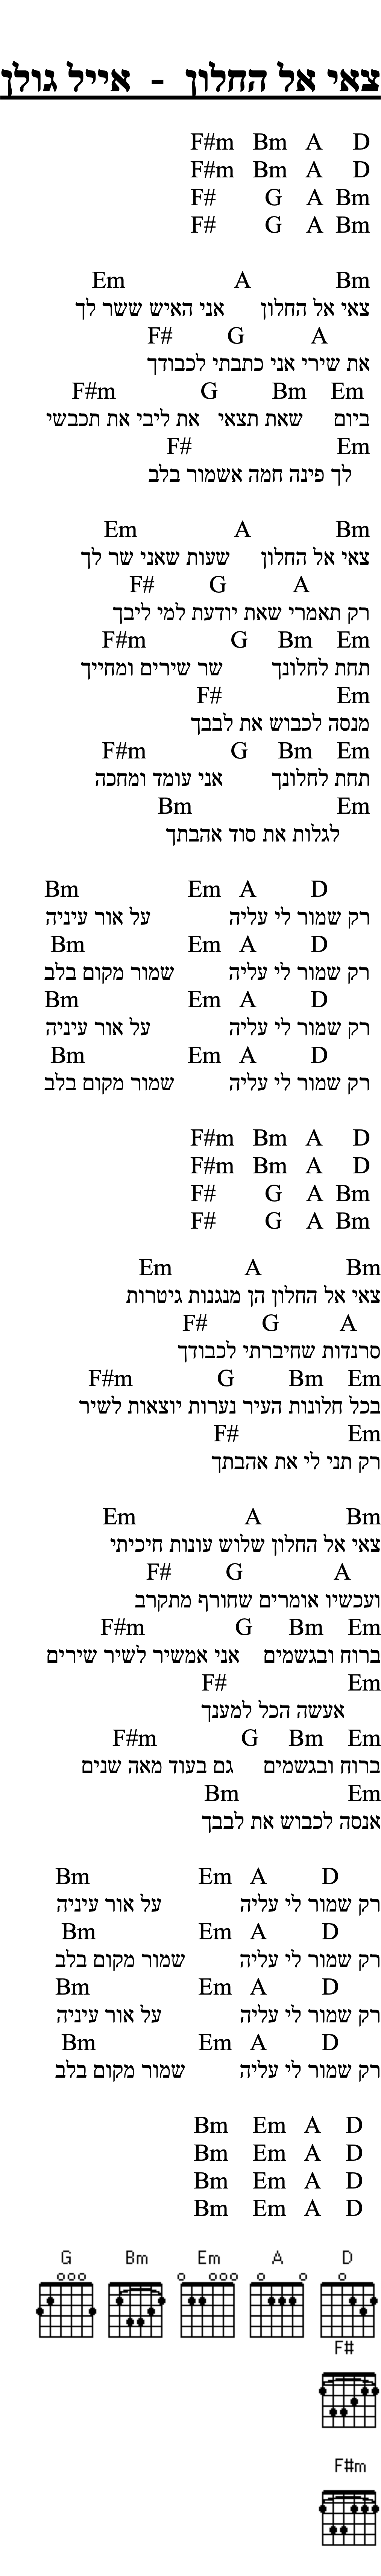 צאי אל החלון - אייל גולן
F#m Bm A D
F#m Bm A D
F# G A Bm
F# G A Bm
Em A Bm
צאי אל החלון אני האיש ששר לך
F# G A
את שירי אני כתבתי לכבודך
F#m G Bm Em
ביום שאת תצאי את ליבי את תכבשי
F# Em
לך פינה חמה אשמור בלב
Em A Bm
צאי אל החלון שעות שאני שר לך
F# G A
רק תאמרי שאת יודעת למי ליבך
F#m G Bm Em
תחת לחלונך שר שירים ומחייך
F# Em
מנסה לכבוש את לבבך
F#m G Bm Em
תחת לחלונך אני עומד ומחכה
Bm Em
לגלות את סוד אהבתך
Bm Em A D
רק שמור לי עליה על אור עיניה
Bm Em A D
רק שמור לי עליה שמור מקום בלב
Bm Em A D
רק שמור לי עליה על אור עיניה
Bm Em A D
רק שמור לי עליה שמור מקום בלב
F#m Bm A D
F#m Bm A D
F# G A Bm
F# G A Bm
Em A Bm
צאי אל החלון הן מנגנות גיטרות
F# G A
סרנדות שחיברתי לכבודך
F#m G Bm Em
בכל חלונות העיר נערות יוצאות לשיר
F# Em
רק תני לי את אהבתך
Em A Bm
צאי אל החלון שלוש עונות חיכיתי
F# G A
ועכשיו אומרים שחורף מתקרב
F#m G Bm Em
ברוח ובגשמים אני אמשיר לשיר שירים
F# Em
אעשה הכל למענך
F#m G Bm Em
ברוח ובגשמים גם בעוד מאה שנים
Bm Em
אנסה לכבוש את לבבך
Bm Em A D
רק שמור לי עליה על אור עיניה
Bm Em A D
רק שמור לי עליה שמור מקום בלב
Bm Em A D
רק שמור לי עליה על אור עיניה
Bm Em A D
רק שמור לי עליה שמור מקום בלב
Bm Em A D
Bm Em A D
Bm Em A D
Bm Em A D
G Bm Em A D
F#
F#m